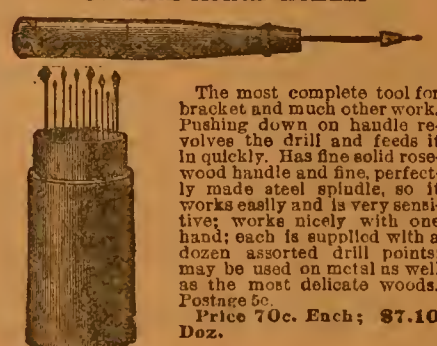 The most complete tool for
bracket and much other work.
Pushing down on handle re-
volves the drill and feeds it
in quickly. Has fine solid rose-
wood handle and fine, perfect-
ly made steel spindle, so it
works easily and is very sensi-
tive; works nicely with one
hand; each is supplied with a
dozen assorted drill points;
may be used on metal as well
as the most delicate woods.
Postage 5c.
Price 70c. Each; $7.10
Doz.